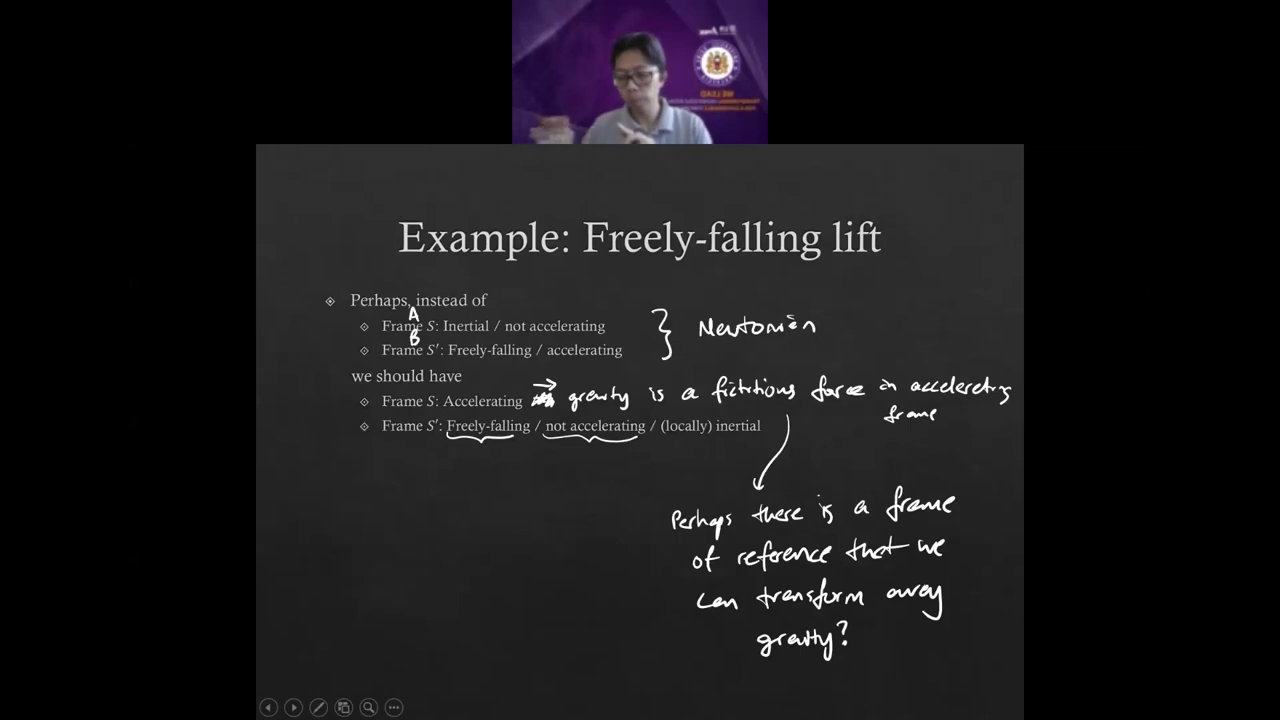 Example: Freely-falling lift
Perhaps, instead of
A
Frame S: Inertial / not accelerating
B
Frame S′: Freely-falling / accelerating
} Newtonian
we should have
Frame S: Accelerating → gravity is a fictitious force in accelerating
frame
Frame S′: Freely-falling / not accelerating / (locally) inertial
Perhaps there is a frame
of reference that we
can transform away
gravity?